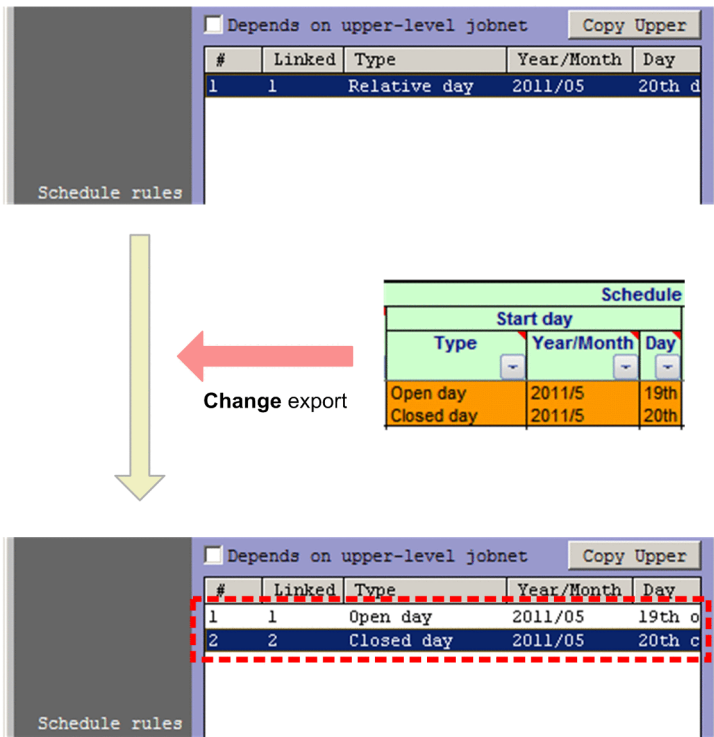 Depends on upper-level jobnet Copy Upper
# Linked Type Year/Month Day
1 1 Relative day 2011/05 20th d
Schedule rules
Schedule
Start day
Type Year/Month Day
Open day 2011/5 19th
Closed day 2011/5 20th
Change export
Depends on upper-level jobnet Copy Upper
# Linked Type Year/Month Day
1 1 Open day 2011/05 19th o
2 2 Closed day 2011/05 20th c
Schedule rules